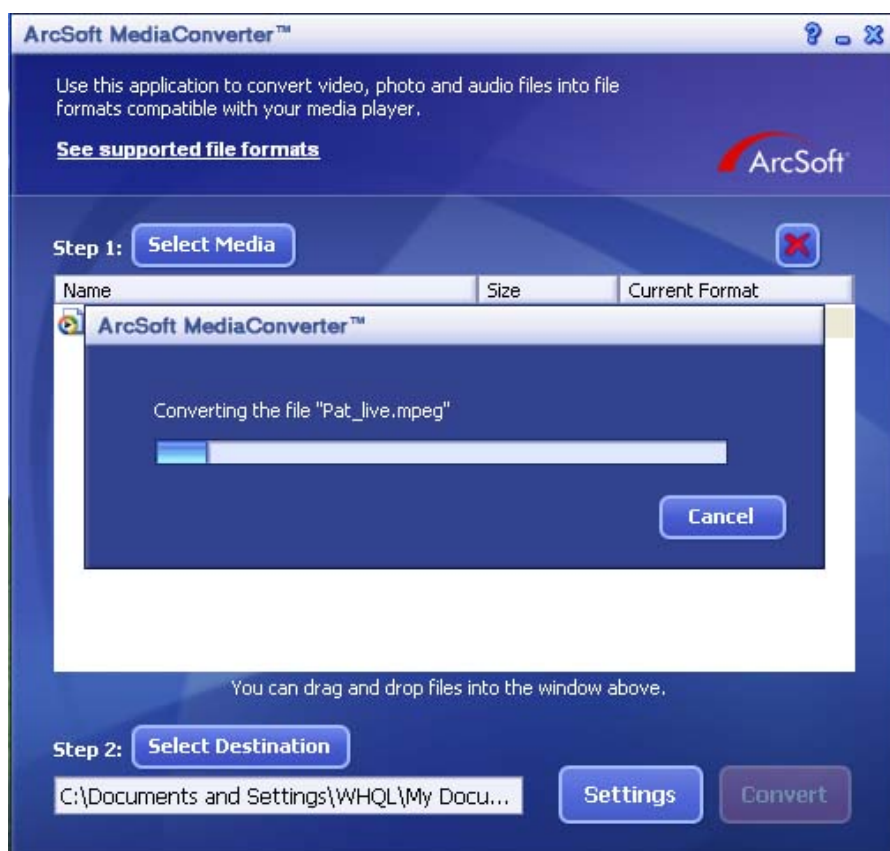 ArcSoft MediaConverter™
Use this application to convert video, photo and audio files into file
formats compatible with your media player.
See supported file formats
ArcSoft
Step 1: Select Media
Name Size Current Format
ArcSoft MediaConverter™
Converting the file "Pat_live.mpeg"
Cancel
You can drag and drop files into the window above.
Step 2: Select Destination
C:\Documents and Settings\WHQL\My Docu... Settings Convert